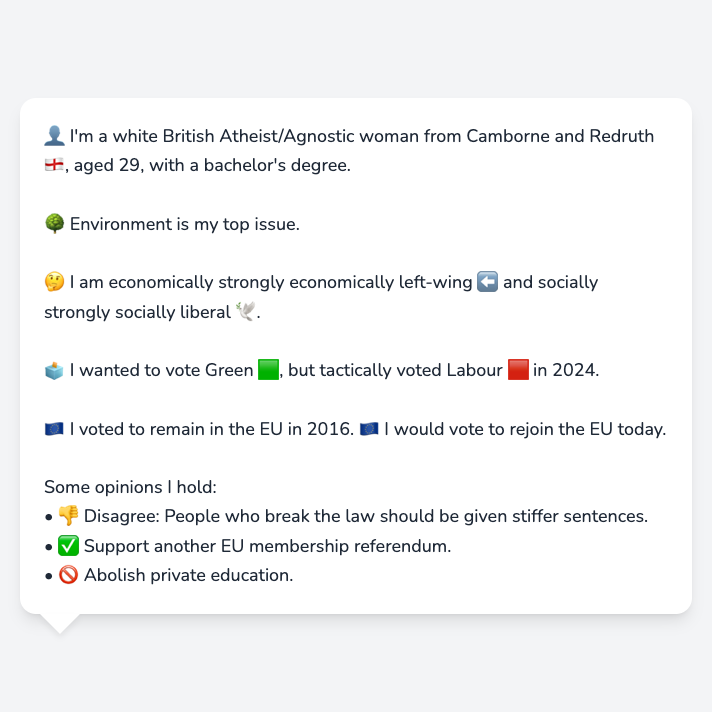 👤 I'm a white British Atheist/Agnostic woman from Camborne and Redruth
🏴󠁧󠁢󠁥󠁮󠁧󠁿, aged 29, with a bachelor's degree.
🌳 Environment is my top issue.
🤔 I am economically strongly economically left-wing ⬅️ and socially
strongly socially liberal 🕊️.
🗳️ I wanted to vote Green 🟩, but tactically voted Labour 🟥 in 2024.
🇪🇺 I voted to remain in the EU in 2016. 🇪🇺 I would vote to rejoin the EU today.
Some opinions I hold:
• 👎 Disagree: People who break the law should be given stiffer sentences.
• ✅ Support another EU membership referendum.
• 🚫 Abolish private education.